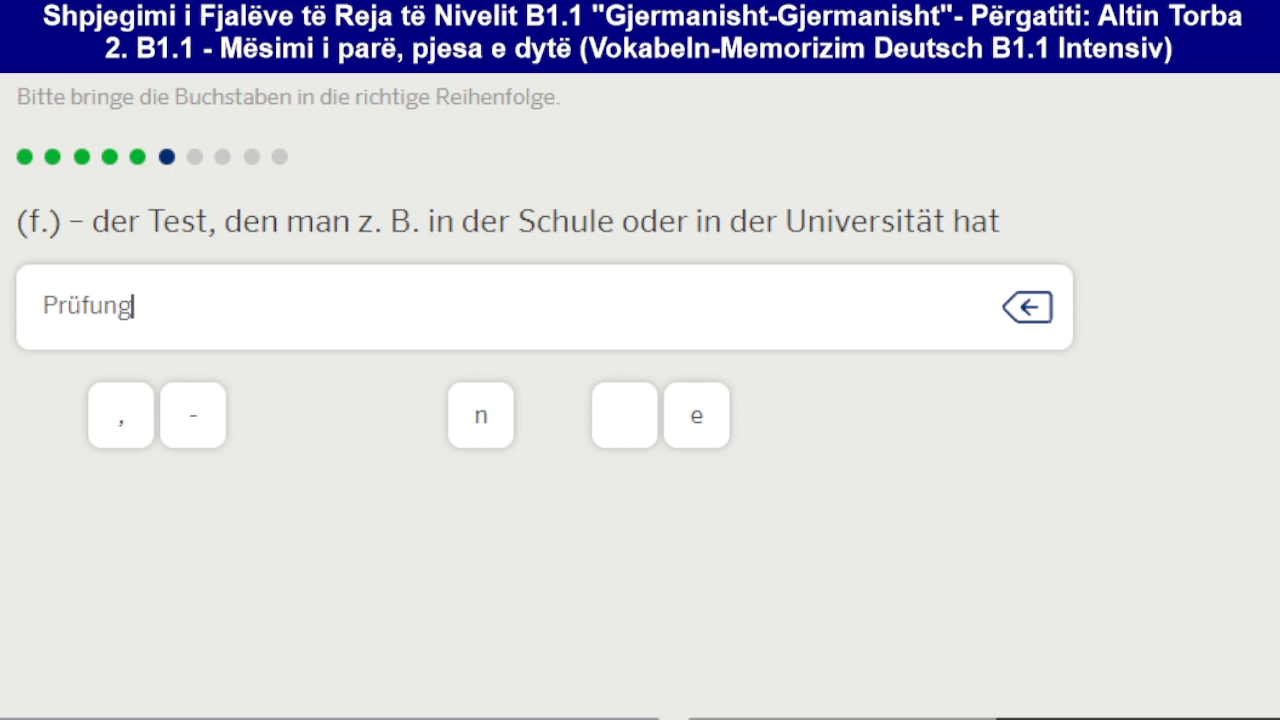 Shpjegimi i Fjalëve të Reja të Nivelit B1.1 "Gjermanisht-Gjermanisht"- Përgatiti: Altin Torba
2. B1.1 - Mësimi i parë, pjesa e dytë (Vokabeln-Memorizim Deutsch B1.1 Intensiv)
Bitte bringe die Buchstaben in die richtige Reihenfolge.
(f.) – der Test, den man z. B. in der Schule oder in der Universität hat
Prüfung
, - n e